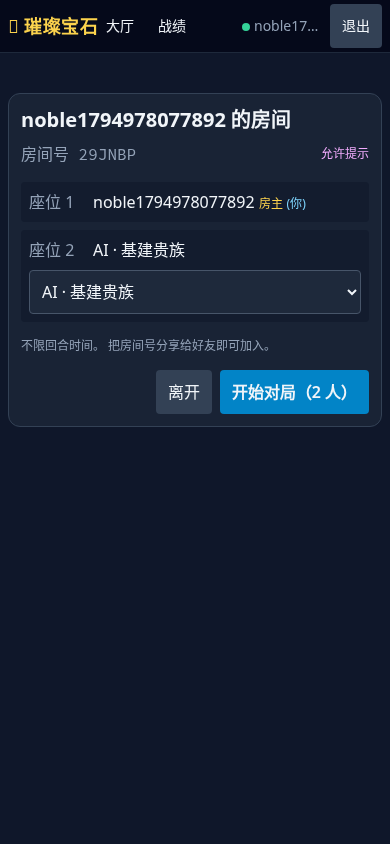 璀璨宝石 大厅 战绩 noble17... 退出
noble1794978077892 的房间
房间号 29JNBP 允许提示
座位 1 noble1794978077892 房主 (你)
座位 2 AI · 基建贵族
AI · 基建贵族
不限回合时间。 把房间号分享给好友即可加入。
离开 开始对局（2 人）